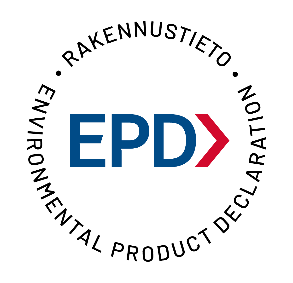 • RAKENNUSTIETO •
EPD
ENVIRONMENTAL PRODUCT DECLARATION